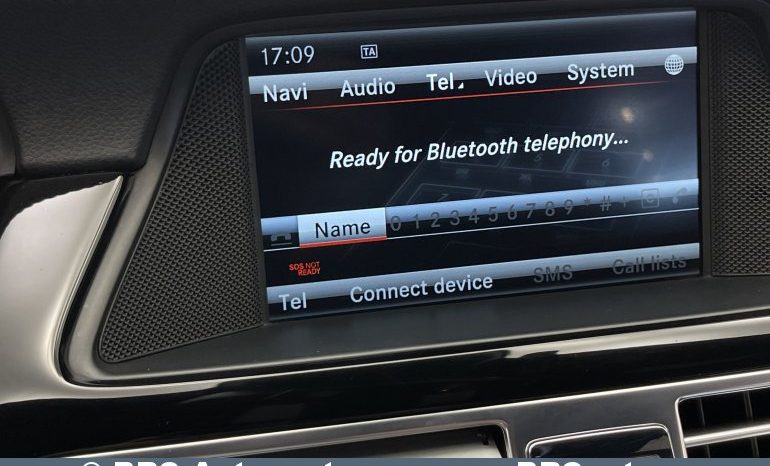 17:09 TA
Navi Audio Tel Video System
Ready for Bluetooth telephony...
Name 0 1 2 3 4 5 6 7 8 9 * # +
SOS NOT
READY
Tel Connect device SMS Call lists